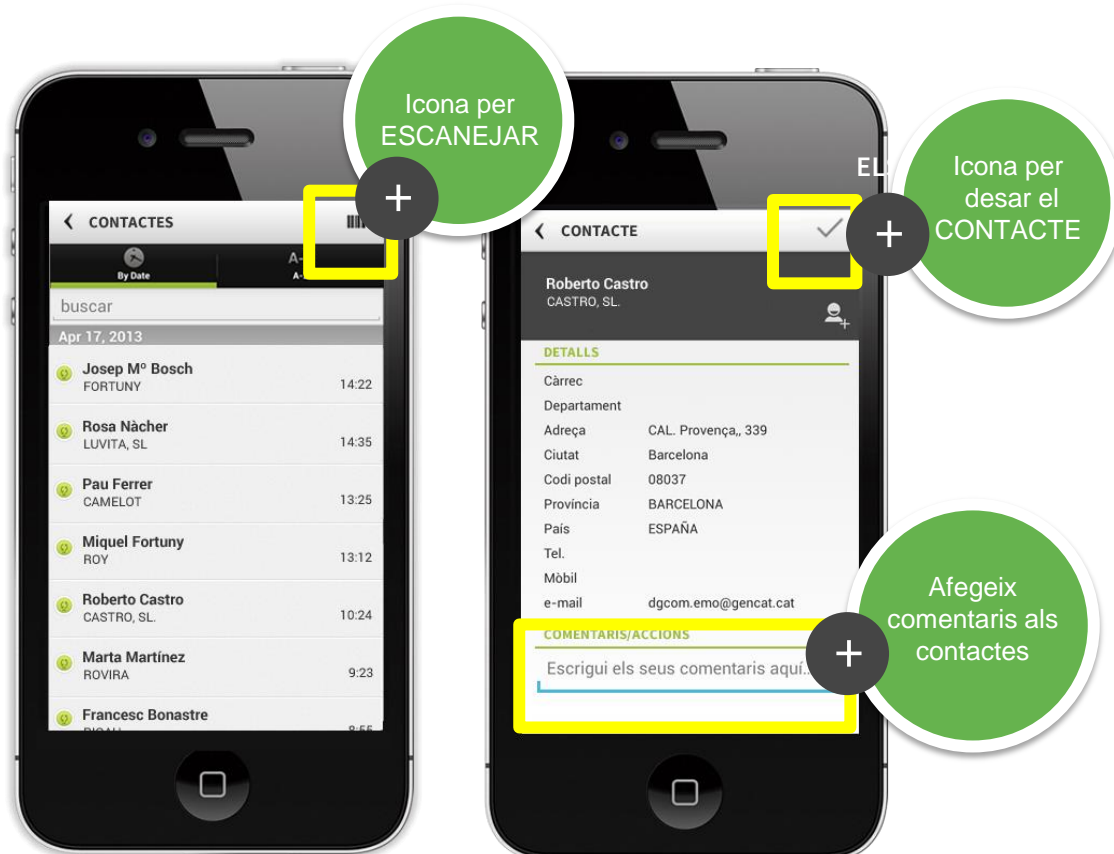 Icona per
ESCANEJAR
CONTACTES
By Date
A-
A-
buscar
Apr 17, 2013
Josep Mº Bosch
FORTUNY
14:22
Rosa Nàcher
LUVITA, SL
14:35
Pau Ferrer
CAMELOT
13:25
Miquel Fortuny
ROY
13:12
Roberto Castro
CASTRO, SL.
10:24
Marta Martínez
ROVIRA
9:23
Francesc Bonastre
8:55
EL
Icona per
desar el
CONTACTE
CONTACTE
Roberto Castro
CASTRO, SL.
DETALLS
Càrrec
Departament
Adreça CAL. Provença,, 339
Ciutat Barcelona
Codi postal 08037
Província BARCELONA
País ESPAÑA
Tel.
Mòbil
e-mail dgcom.emo@gencat.cat
COMENTARIS/ACCIONS
Escrigui els seus comentaris aquí..
Afegeix
comentaris als
contactes